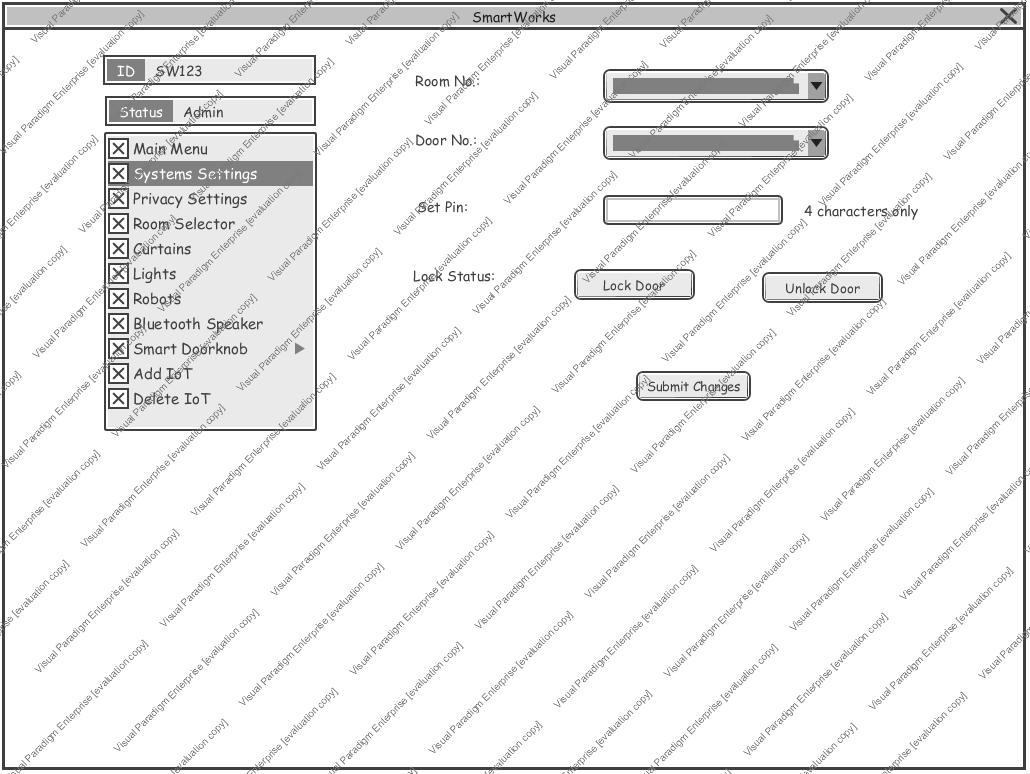 SmartWorks
ID SW123
Status Admin
Main Menu
Systems Settings
Privacy Settings
Room Selector
Curtains
Lights
Robots
Bluetooth Speaker
Smart Doorknob
Add IoT
Delete IoT
Room No.:
Door No.:
Set Pin:
4 characters only
Lock Status:
Lock Door
Unlock Door
Submit Changes
Visual Paradigm Enterprise [evaluation copy]